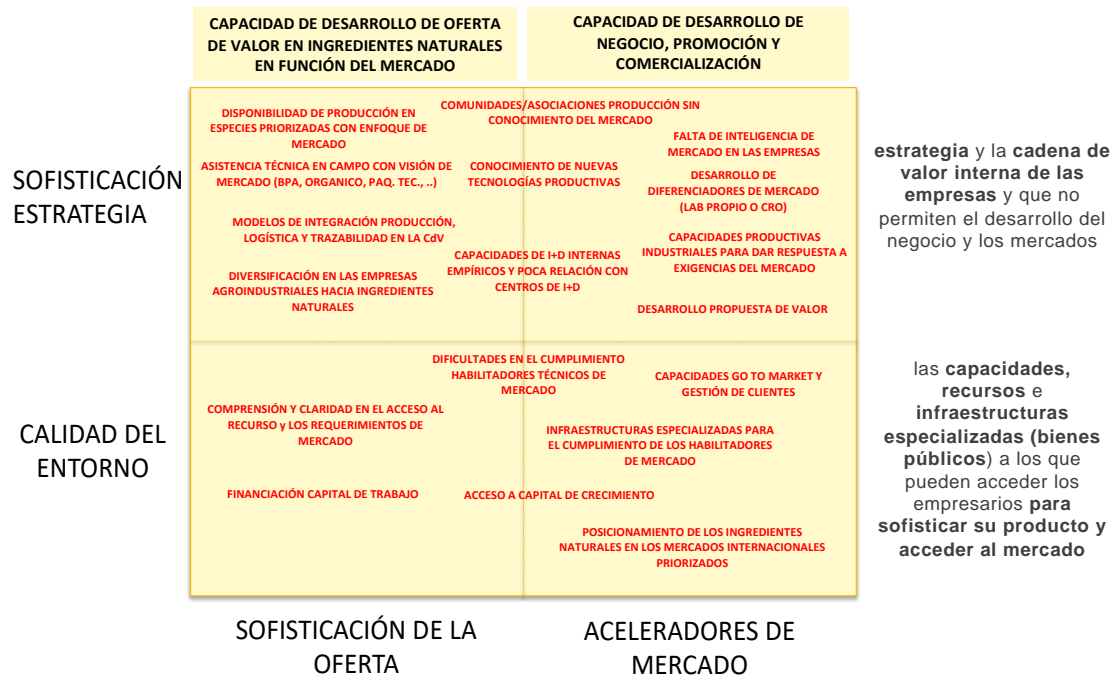 CAPACIDAD DE DESARROLLO DE OFERTA
DE VALOR EN INGREDIENTES NATURALES
EN FUNCIÓN DEL MERCADO
CAPACIDAD DE DESARROLLO DE
NEGOCIO, PROMOCIÓN Y
COMERCIALIZACIÓN
SOFISTICACIÓN
ESTRATEGIA
DISPONIBILIDAD DE PRODUCCIÓN EN
ESPECIES PRIORIZADAS CON ENFOQUE DE
MERCADO
COMUNIDADES/ASOCIACIONES PRODUCCIÓN SIN
CONOCIMIENTO DEL MERCADO
FALTA DE INTELIGENCIA DE
MERCADO EN LAS EMPRESAS
ASISTENCIA TÉCNICA EN CAMPO CON VISIÓN DE
MERCADO (BPA, ORGANICO, PAQ. TEC., ..)
CONOCIMIENTO DE NUEVAS
TECNOLOGÍAS PRODUCTIVAS
DESARROLLO DE
DIFERENCIADORES DE MERCADO
(LAB PROPIO O CRO)
MODELOS DE INTEGRACIÓN PRODUCCIÓN,
LOGÍSTICA Y TRAZABILIDAD EN LA CdV
CAPACIDADES PRODUCTIVAS
INDUSTRIALES PARA DAR RESPUESTA A
EXIGENCIAS DEL MERCADO
CAPACIDADES DE I+D INTERNAS
EMPÍRICOS Y POCA RELACIÓN CON
CENTROS DE I+D
DIVERSIFICACIÓN EN LAS EMPRESAS
AGROINDUSTRIALES HACIA INGREDIENTES
NATURALES
DESARROLLO PROPUESTA DE VALOR
estrategia y la cadena de
valor interna de las
empresas y que no
permiten el desarrollo del
negocio y los mercados
CALIDAD DEL
ENTORNO
DIFICULTADES EN EL CUMPLIMIENTO
HABILITADORES TÉCNICOS DE
MERCADO
CAPACIDADES GO TO MARKET Y
GESTIÓN DE CLIENTES
COMPRENSIÓN Y CLARIDAD EN EL ACCESO AL
RECURSO y LOS REQUERIMIENTOS DE
MERCADO
INFRAESTRUCTURAS ESPECIALIZADAS PARA
EL CUMPLIMIENTO DE LOS HABILITADORES
DE MERCADO
FINANCIACIÓN CAPITAL DE TRABAJO
ACCESO A CAPITAL DE CRECIMIENTO
POSICIONAMIENTO DE LOS INGREDIENTES
NATURALES EN LOS MERCADOS INTERNACIONALES
PRIORIZADOS
las capacidades,
recursos e
infraestructuras
especializadas (bienes
públicos) a los que
pueden acceder los
empresarios para
sofisticar su producto y
acceder al mercado
SOFISTICACIÓN DE LA
OFERTA
ACELERADORES DE
MERCADO